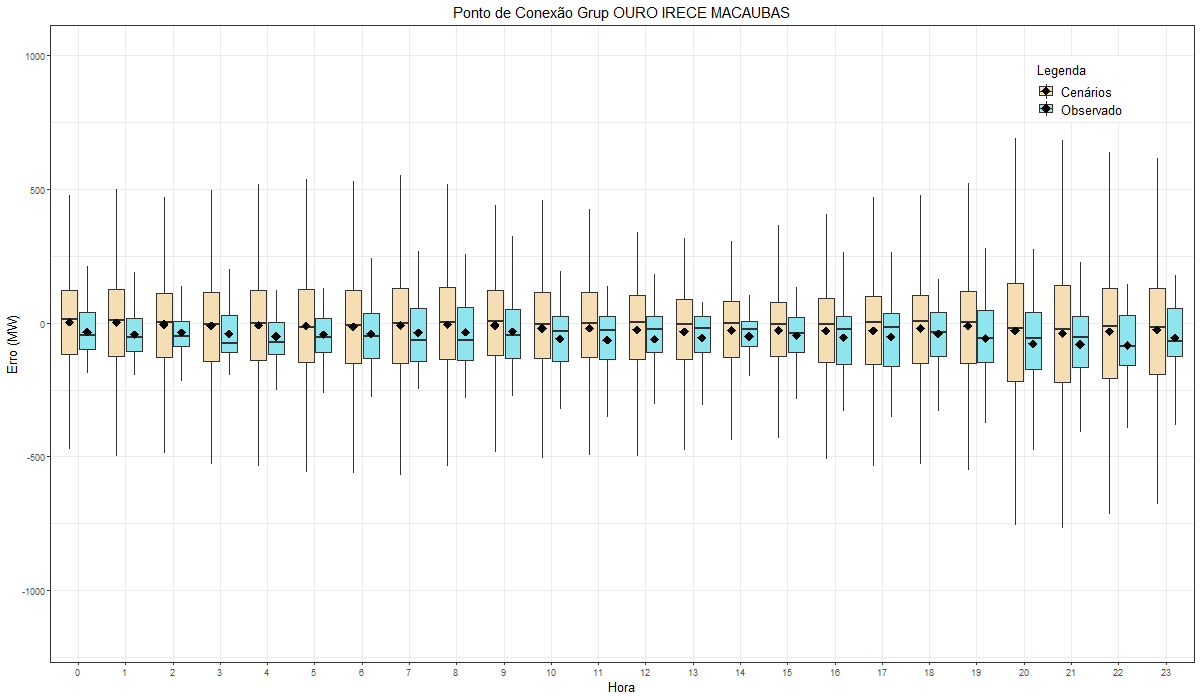 Ponto de Conexão Grup OURO IRECE MACAUBAS
Legenda
Cenários
Observado
Erro (MW)
1000
500
0
-500
-1000
0 1 2 3 4 5 6 7 8 9 10 11 12 13 14 15 16 17 18 19 20 21 22 23
Hora